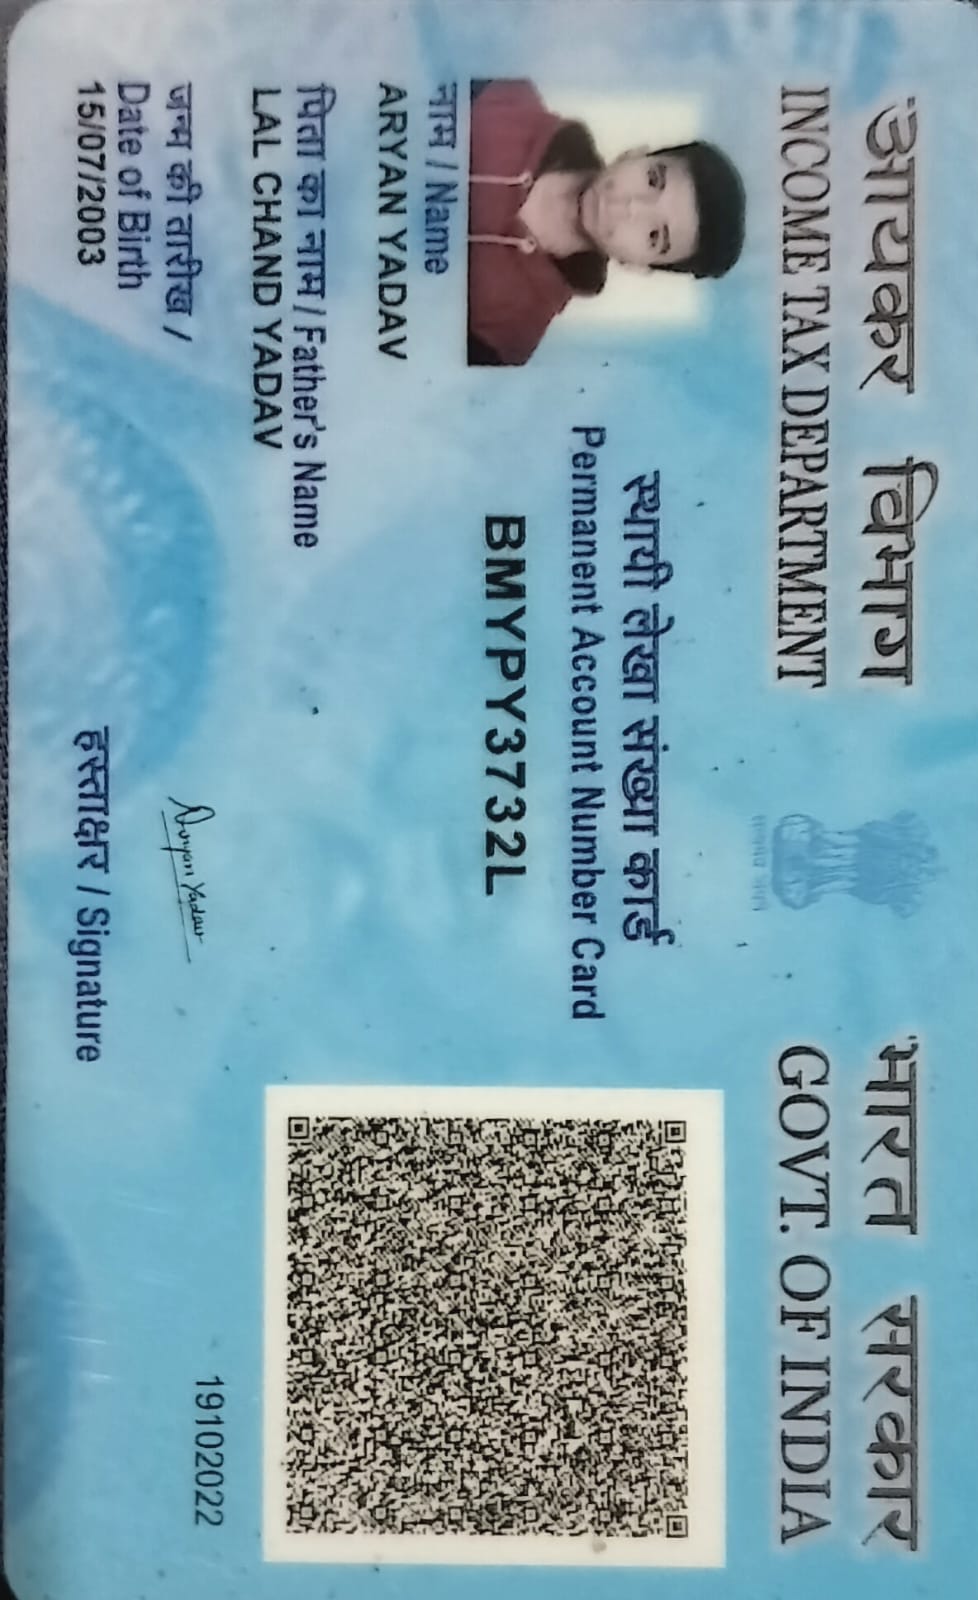 आयकर विभाग
INCOME TAX DEPARTMENT
सत्यमेव जयते
भारत सरकार
GOVT. OF INDIA
स्थायी लेखा संख्या कार्ड
Permanent Account Number Card
BMYPY3732L
नाम / Name
ARYAN YADAV
पिता का नाम / Father's Name
LAL CHAND YADAV
जन्म की तारीख /
Date of Birth
15/07/2003
Aryan Yadav
हस्ताक्षर / Signature
19102022